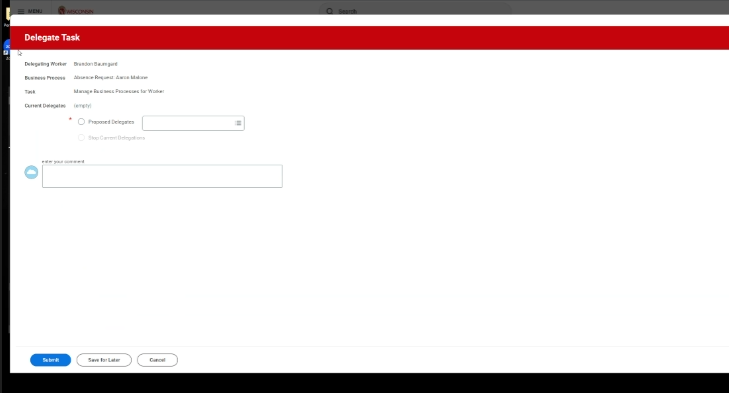 MENU
WISCONSIN
Search
Delegate Task
Delegating Worker Brandon Baumgard
Business Process Absence Request: Aaron Matzner
Task Manage Business Processes for Worker
Current Delegates (empty)
* Proposed Delegates
Stop Current Delegations
enter your comment
Submit
Save for Later
Cancel